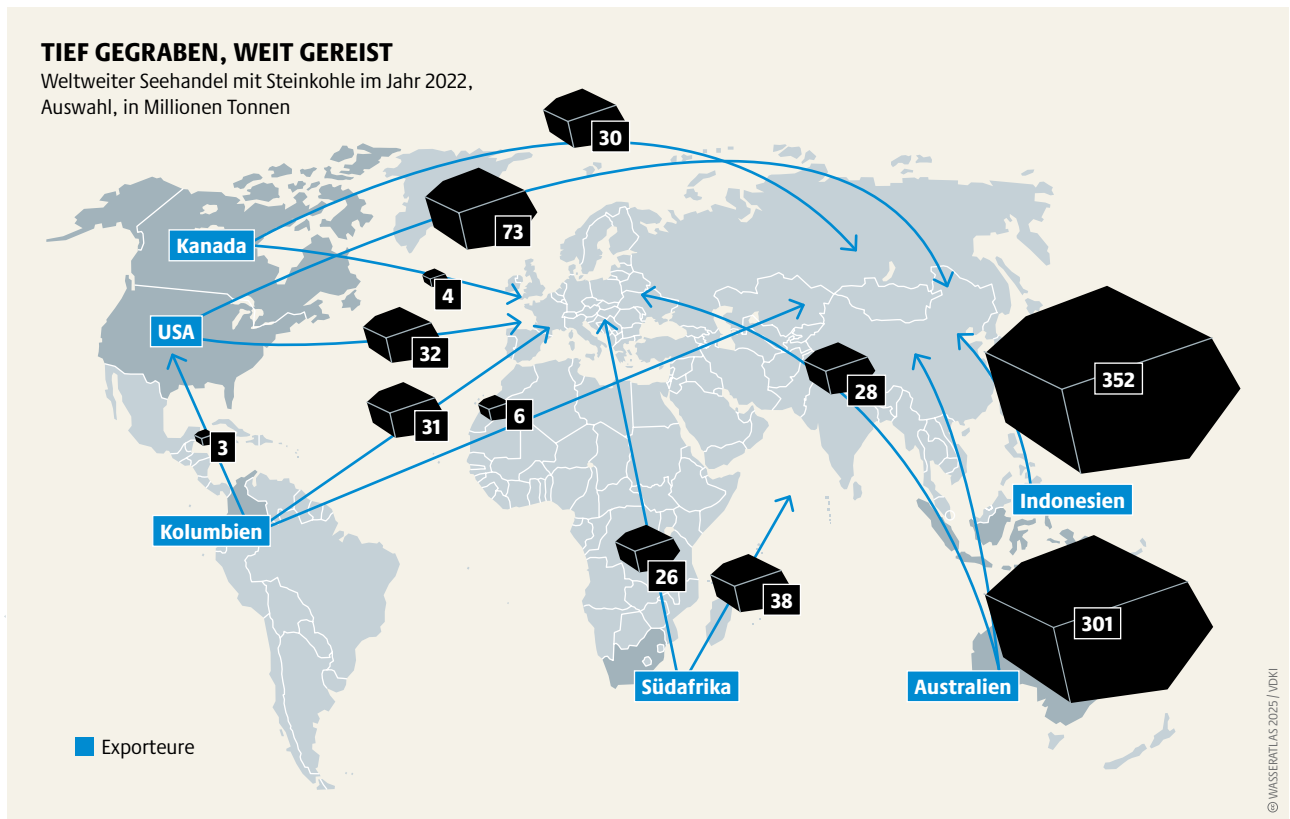 TIEF GEGRABEN, WEIT GEREIST
Weltweiter Seehandel mit Steinkohle im Jahr 2022,
Auswahl, in Millionen Tonnen
30
73
Kanada
4
USA
32
352
28
31
6
3
Indonesien
Kolumbien
26
38
301
Südafrika
Australien
Exporteure
WASSERATLAS 2025 / VDKI